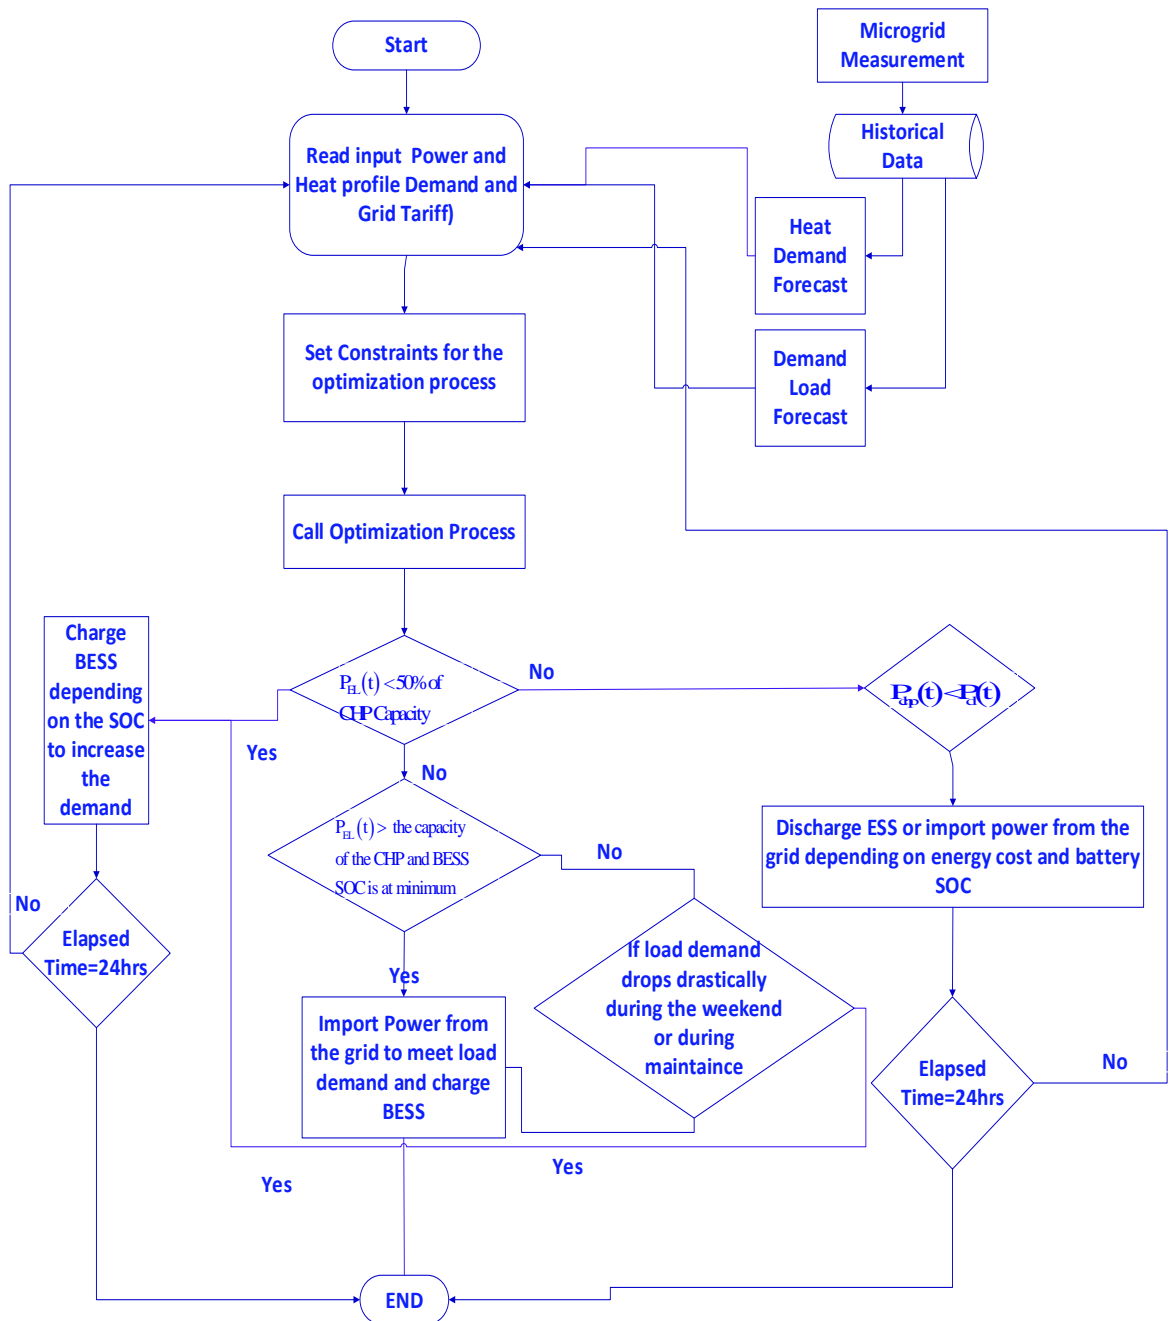 Start
Microgrid
Measurement
Historical
Data
Read input  Power and
Heat profile Demand and
Grid Tariff)
Heat
Demand
Forecast
Set Constraints for the
optimization process
Demand
Load
Forecast
Call Optimization Process
Charge
BESS
depending
on the SOC
to increase
the
demand
P_EL(t) <50% of
CHP Capacity
No
P_chp(t)<P_d(t)
Yes
No
P_EL(t) > the capacity
of the CHP and BESS
SOC is at minimum
No
Discharge ESS or import power from the
grid depending on energy cost and battery
SOC
No
Elapsed
Time=24hrs
If load demand
drops drastically
during the weekend
or during
maintaince
Yes
Import Power from
the grid to meet load
demand and charge
BESS
Elapsed
Time=24hrs
No
Yes
Yes
END